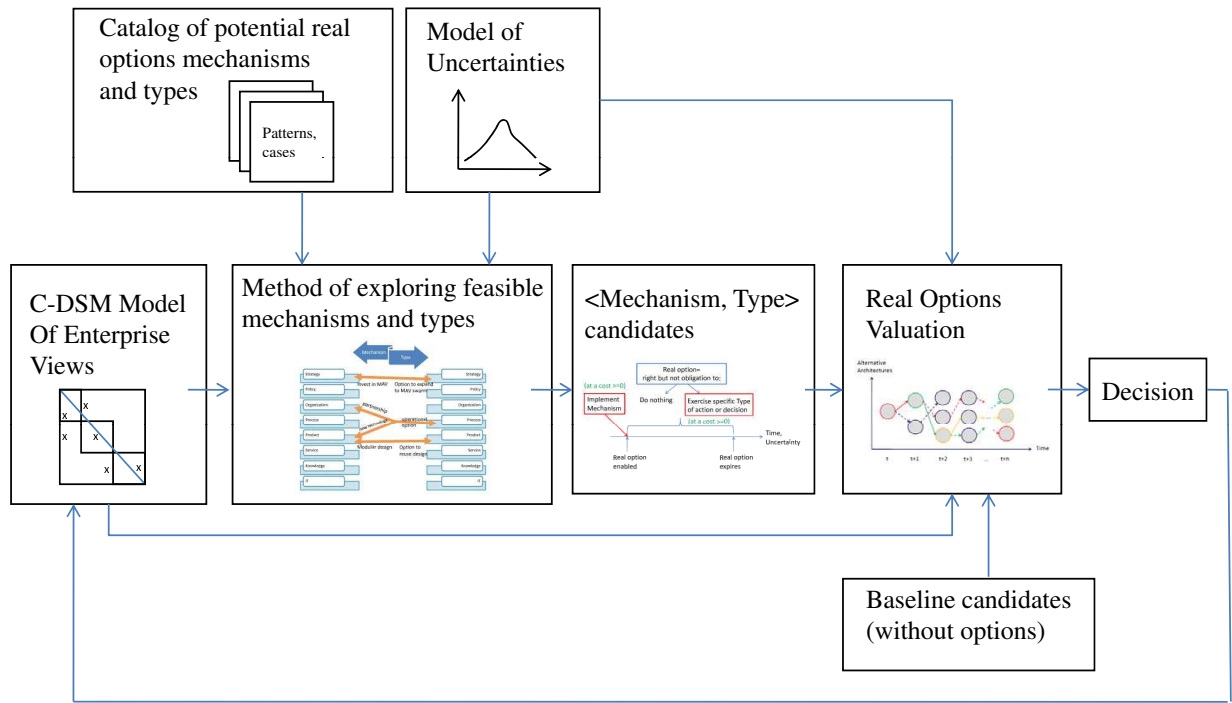 Catalog of potential real
options mechanisms
and types
Patterns,
cases
Model of
Uncertainties
C-DSM Model
Of Enterprise
Views
x
x
x
x
x
x
Method of exploring feasible
mechanisms and types
Mechanism
Type
Strategy
Invest in MAV
Option to expand
to MAV swarm
Strategy
Policy
Policy
Organization
partnership
Organization
Process
operational
option
Process
Product
Product
Modular design
Option to
reuse design
Service
Service
Knowledge
Knowledge
IT
IT
<Mechanism, Type>
candidates
Real option=
right but not obligation to:
(at a cost >=0)
Implement
Mechanism
Do nothing
Exercise specific Type
of action or decision
(at a cost >=0)
Time,
Uncertainty
Real option
enabled
Real option
expires
Real Options
Valuation
Alternative
Architectures
Time
τ τ+1 τ+2 τ+3 ... τ+n
Decision
Baseline candidates
(without options)